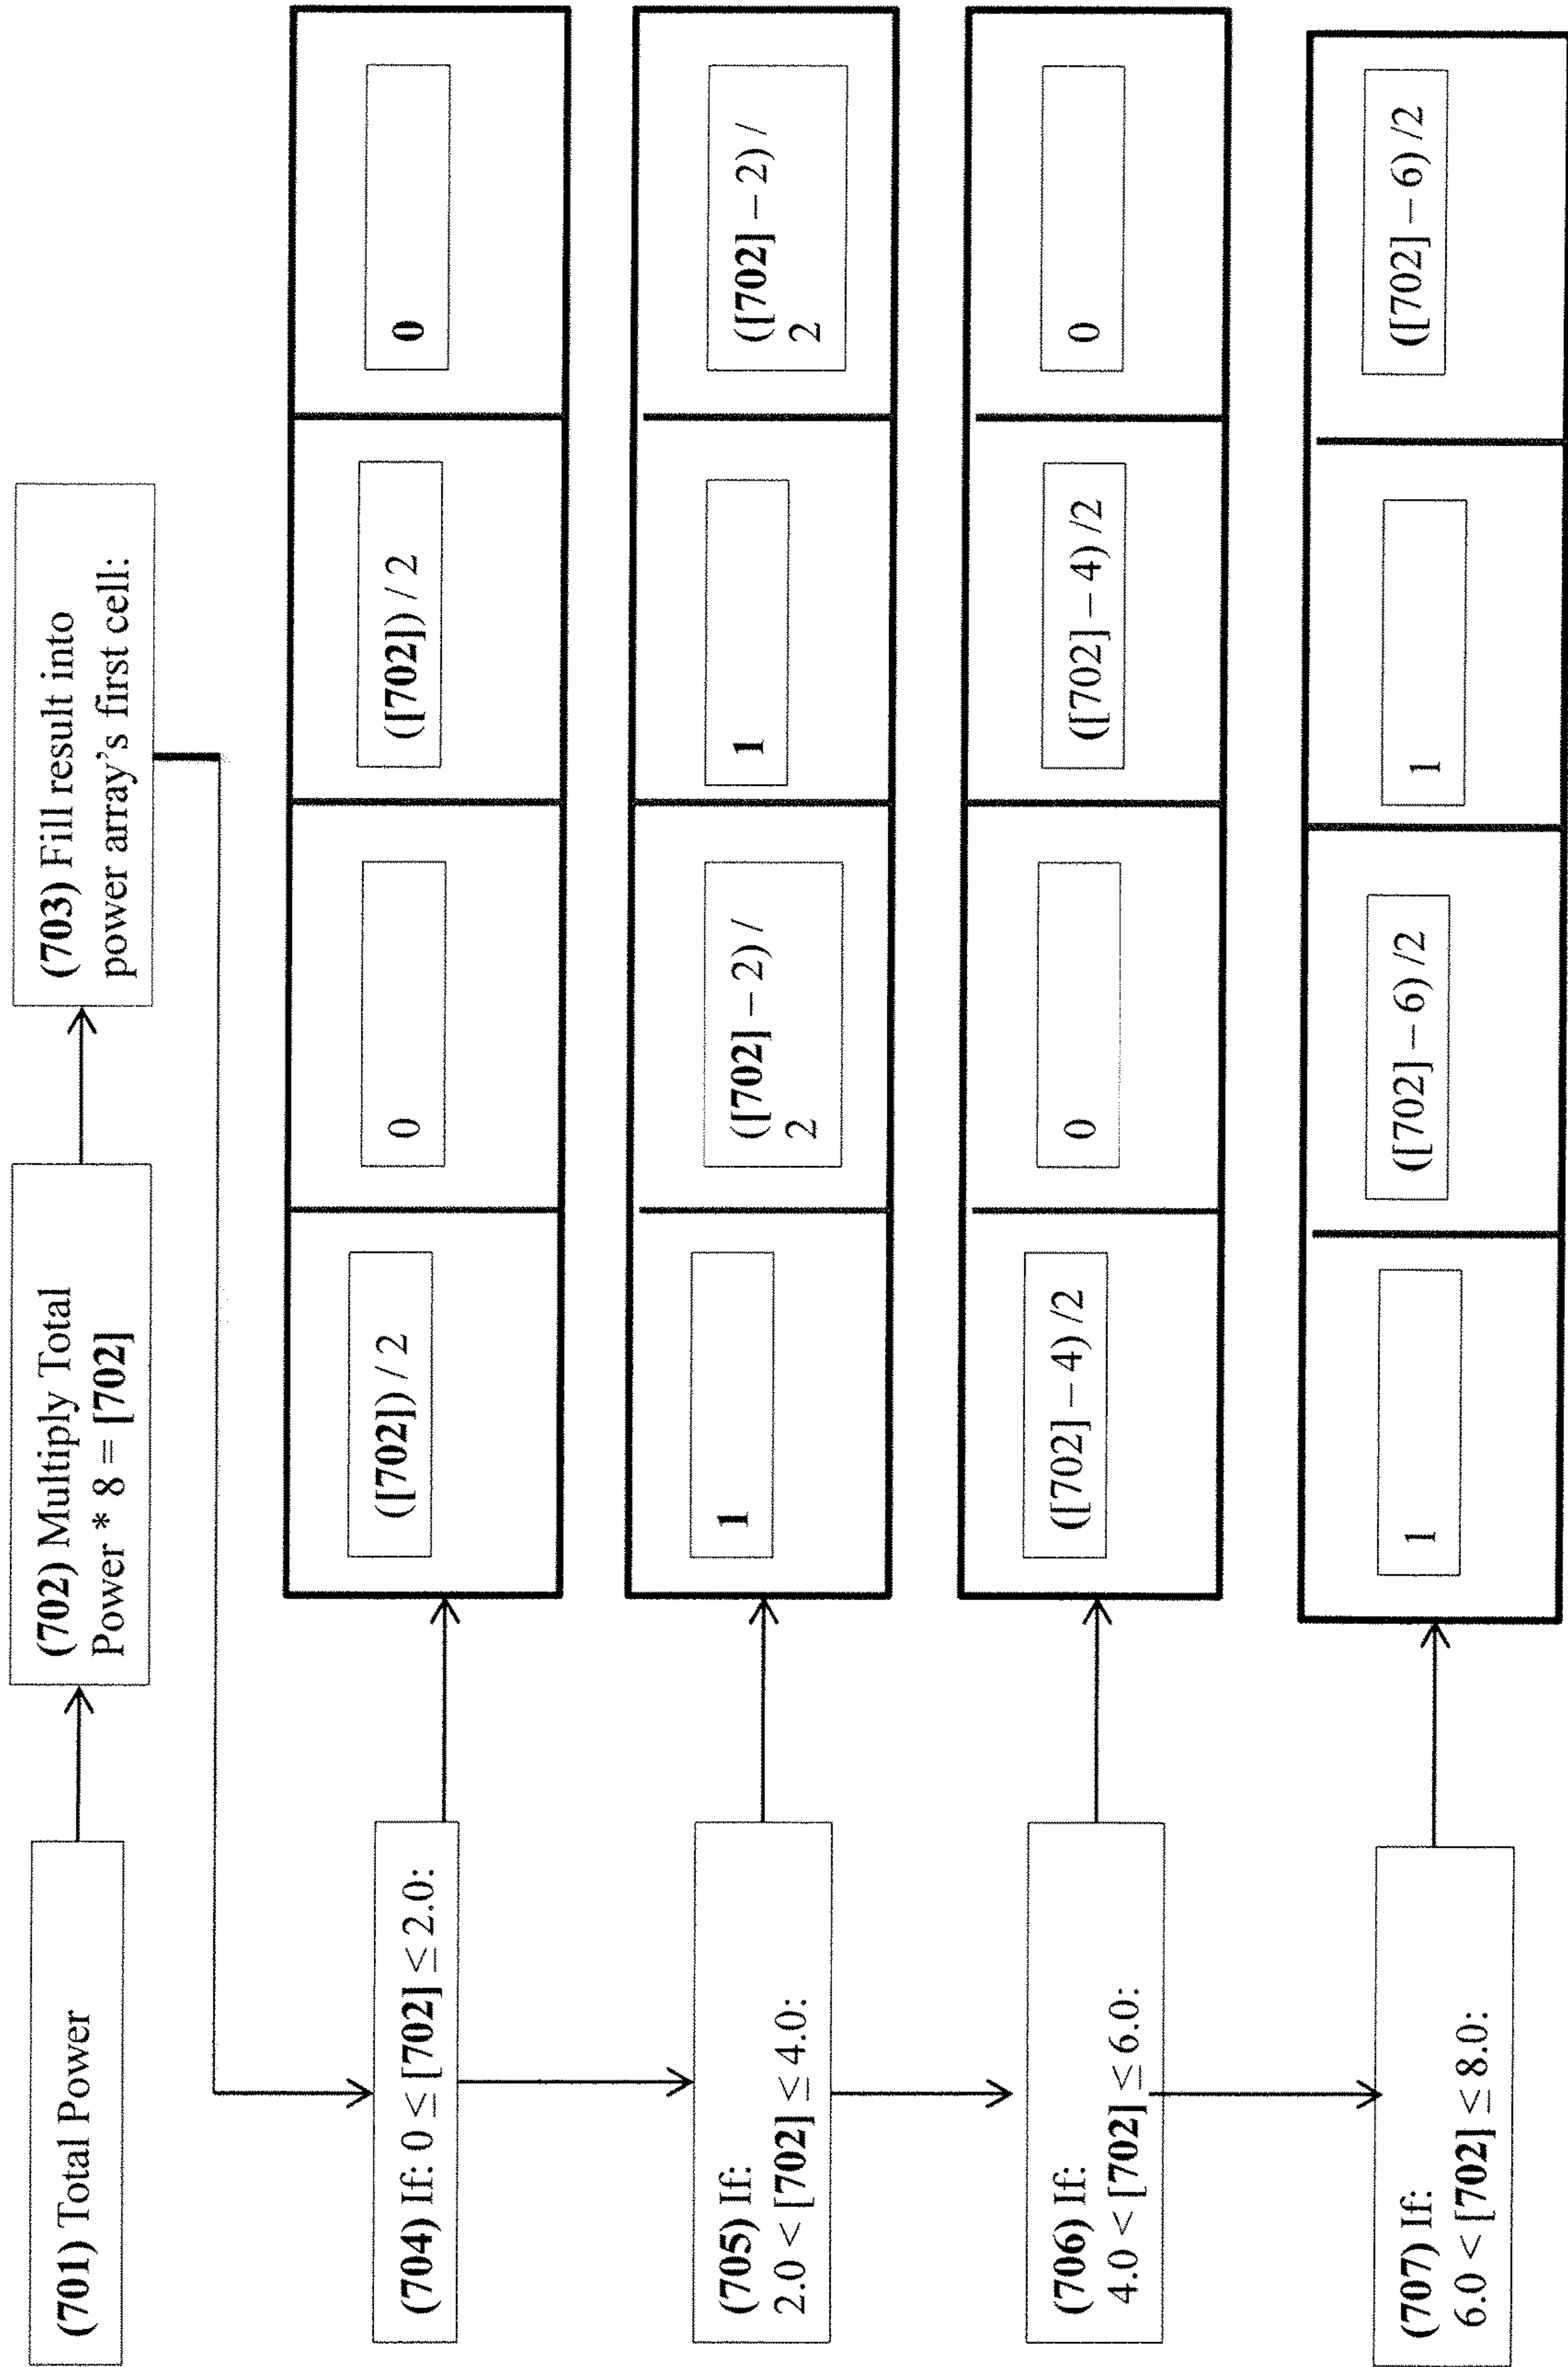 (701) Total Power
(702) Multiply Total
Power * 8 = [702]
(703) Fill result into
power array's first cell:
(704) If: 0 ≤ [702] ≤ 2.0:
([702]) / 2
0
([702]) / 2
0
(705) If:
2.0 < [702] ≤ 4.0:
1
([702] – 2) /
2
1
([702] – 2) /
2
(706) If:
4.0 < [702] ≤ 6.0:
([702] – 4) /2
0
([702] – 4) /2
0
(707) If:
6.0 < [702] ≤ 8.0:
1
([702] – 6) /2
1
([702] – 6) /2